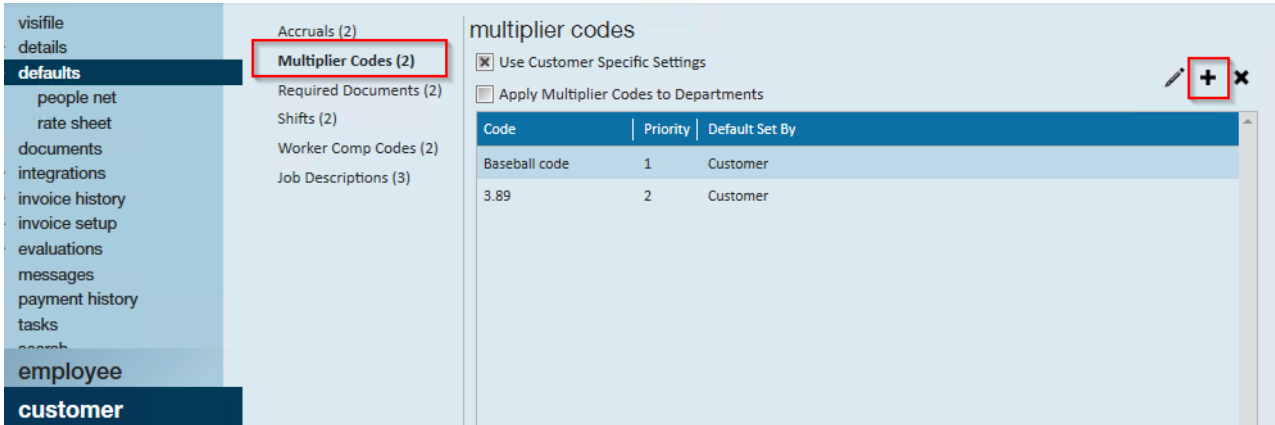 visifile
details
defaults
people net
rate sheet
documents
integrations
invoice history
invoice setup
evaluations
messages
payment history
tasks
search
employee
customer
Accruals (2)
Multiplier Codes (2)
Required Documents (2)
Shifts (2)
Worker Comp Codes (2)
Job Descriptions (3)
multiplier codes
Use Customer Specific Settings
Apply Multiplier Codes to Departments
Code Priority Default Set By
Baseball code 1 Customer
3.89 2 Customer